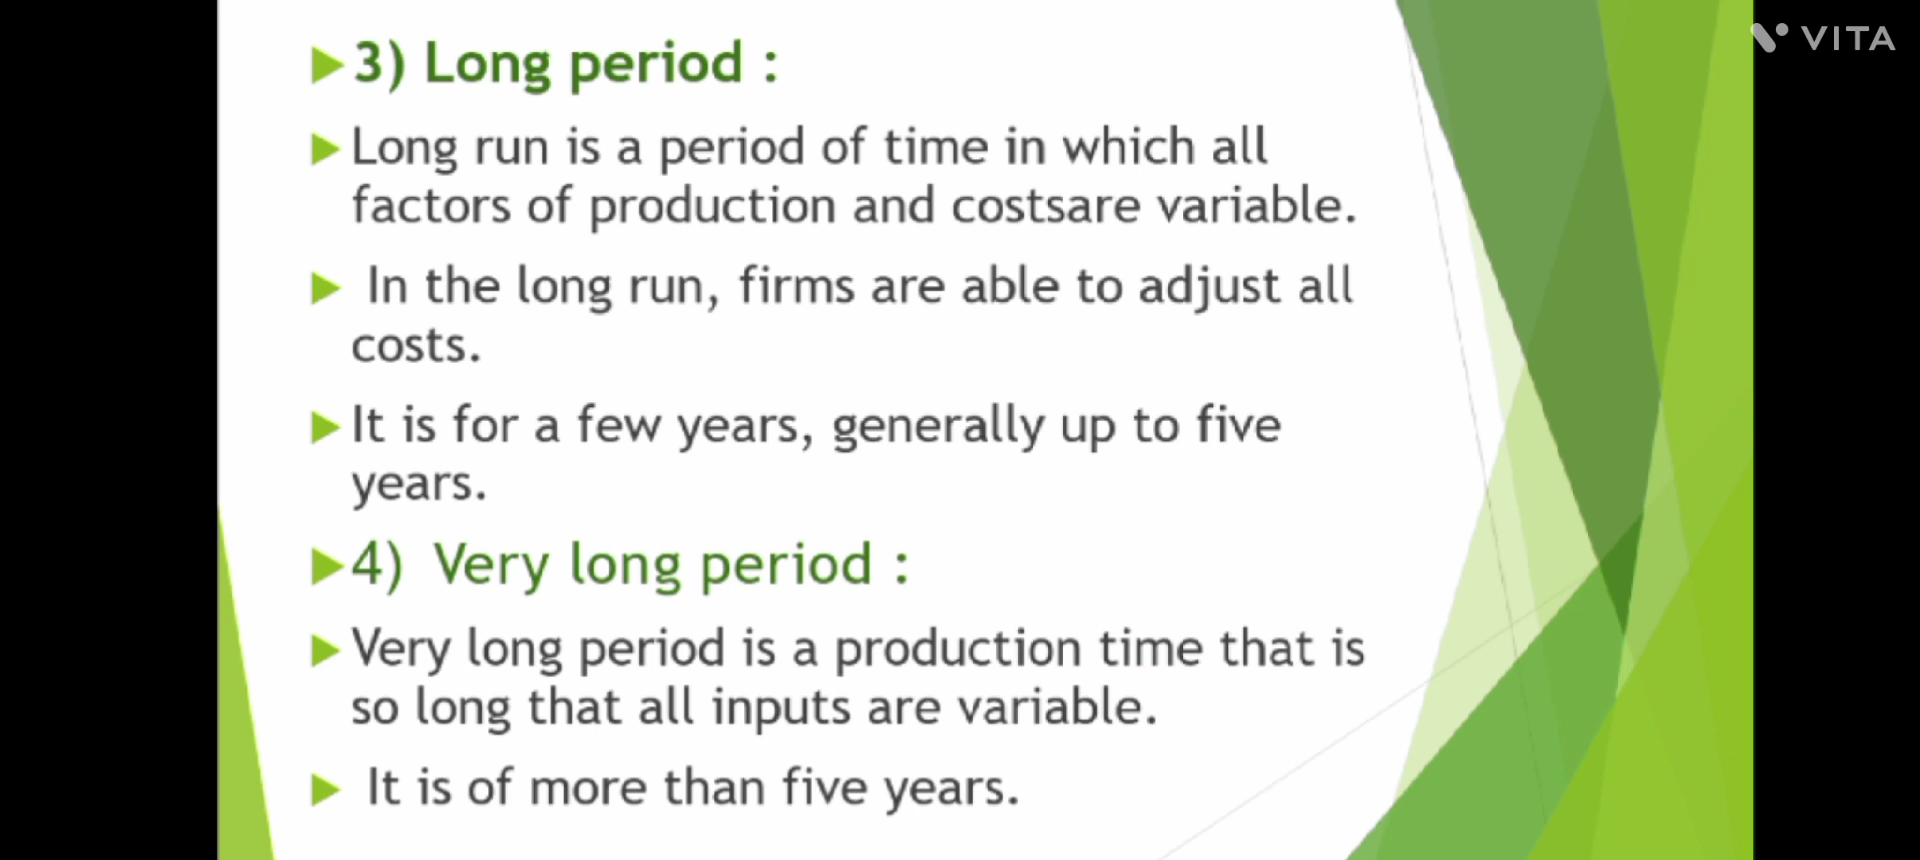 VITA
3) Long period :
Long run is a period of time in which all
factors of production and costsare variable.
In the long run, firms are able to adjust all
costs.
It is for a few years, generally up to five
years.
4) Very long period :
Very long period is a production time that is
so long that all inputs are variable.
It is of more than five years.